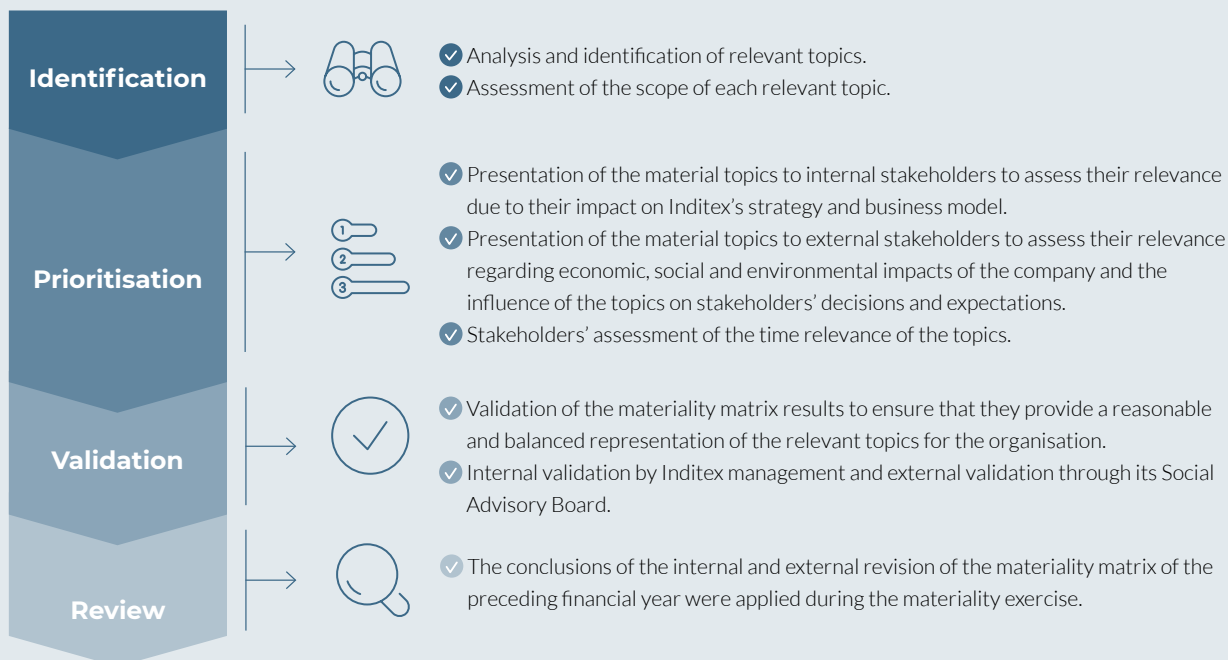 Identification
Analysis and identification of relevant topics.
Assessment of the scope of each relevant topic.
Prioritisation
1
2
3
Presentation of the material topics to internal stakeholders to assess their relevance
due to their impact on Inditex's strategy and business model.
Presentation of the material topics to external stakeholders to assess their relevance
regarding economic, social and environmental impacts of the company and the
influence of the topics on stakeholders' decisions and expectations.
Stakeholders' assessment of the time relevance of the topics.
Validation
Validation of the materiality matrix results to ensure that they provide a reasonable
and balanced representation of the relevant topics for the organisation.
Internal validation by Inditex management and external validation through its Social
Advisory Board.
Review
The conclusions of the internal and external revision of the materiality matrix of the
preceding financial year were applied during the materiality exercise.